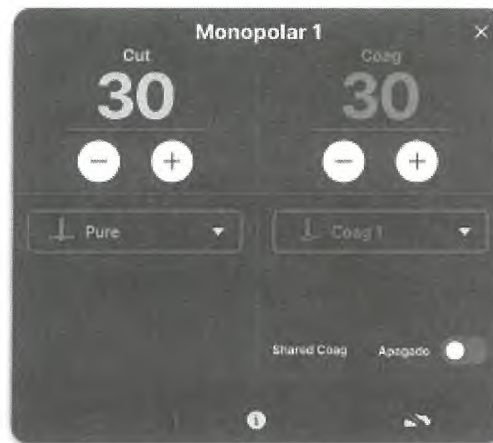 Monopolar 1
Cut Coag
30 30
Pure Coag 1
Shared Coag Apagado